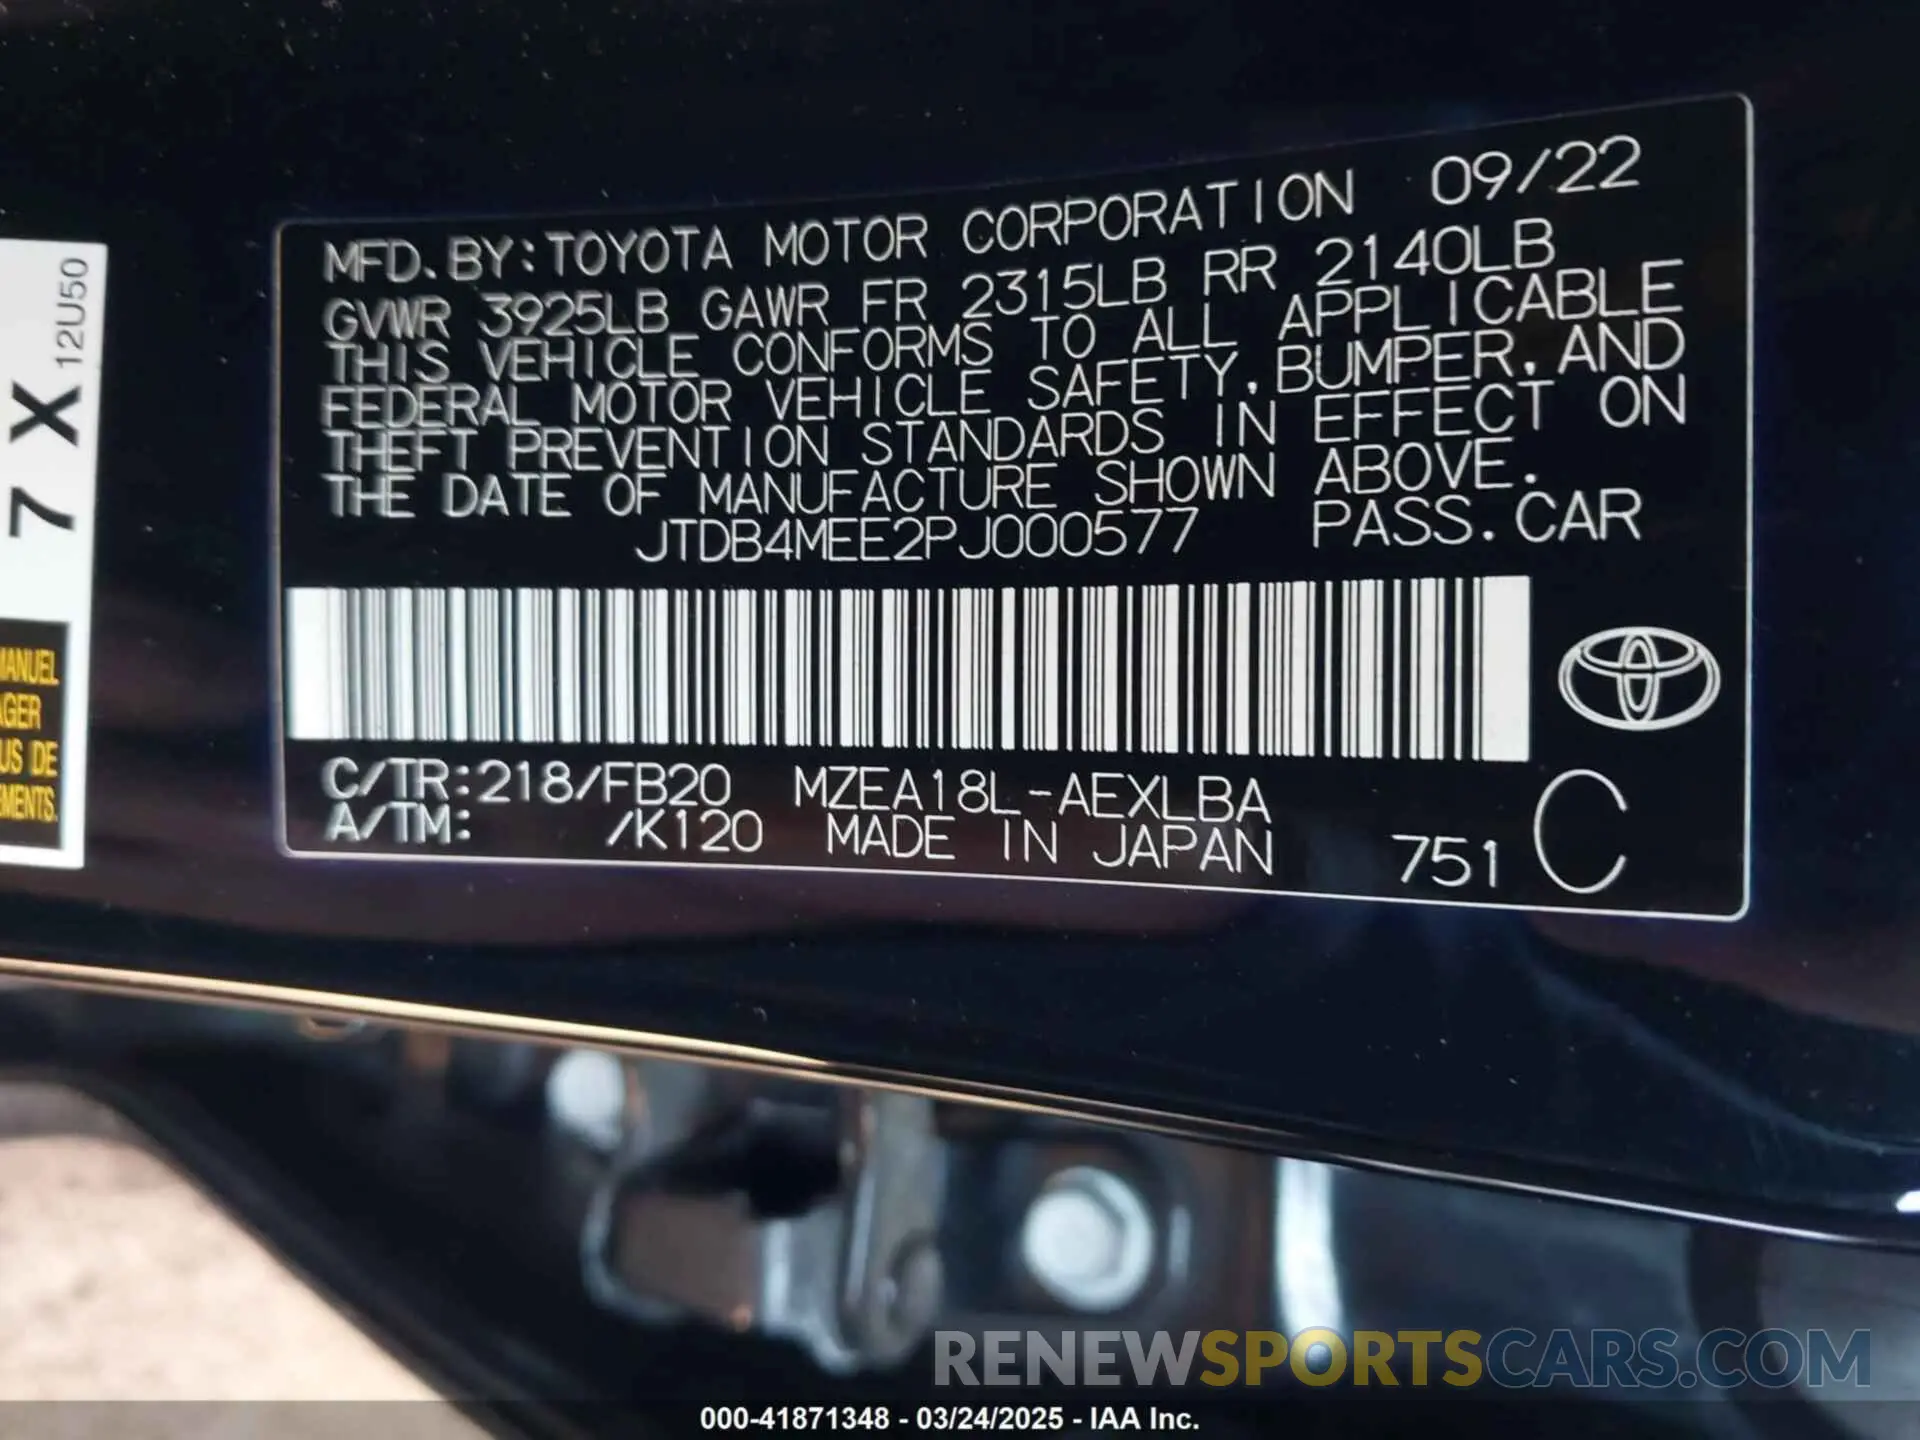 MFD. BY: TOYOTA MOTOR CORPORATION 09/22
GVWR 3925LB GAWR FR 2315LB RR 2140LB
THIS VEHICLE CONFORMS TO ALL APPLICABLE
FEDERAL MOTOR VEHICLE SAFETY, BUMPER, AND
THEFT PREVENTION STANDARDS IN EFFECT ON
THE DATE OF MANUFACTURE SHOWN ABOVE.
JTDB4MEE2PJ000577 PASS. CAR
C/TR: 218/FB20 MZEA18L-AEXLBA
A/TM: /K120 MADE IN JAPAN 751 C
7 X 12U50
MANUEL
AGER
US DE
EMENTS.
RENEWSPORTSCARS.COM
000-41871348 - 03/24/2025 - IAA Inc.